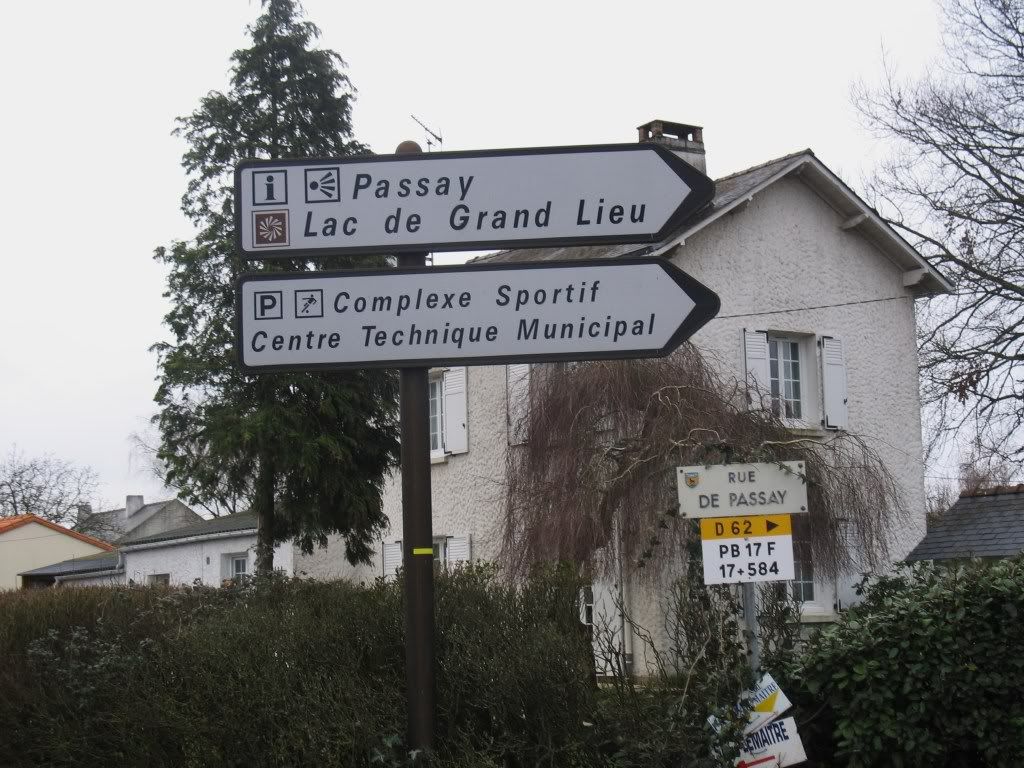 i Passay
Lac de Grand Lieu
P Complexe Sportif
Centre Technique Municipal
RUE
DE PASSAY
D 62
PB 17 F
17+584
LEMAITRE